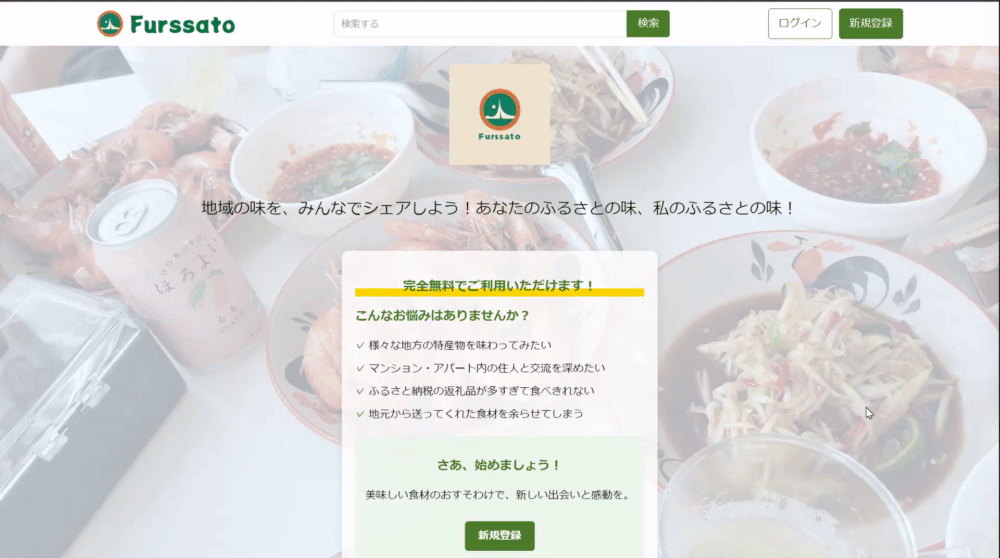 Furssato
検索する
検索
ログイン
新規登録
Furssato
地域の味を、みんなでシェアしよう！あなたのふるさとの味、私のふるさとの味！
完全無料でご利用いただけます！
こんなお悩みはありませんか？
✓ 様々な地方の特産物を味わってみたい
✓ マンション・アパート内の住人と交流を深めたい
✓ ふるさと納税の返礼品が多すぎて食べきれない
✓ 地元から送ってくれた食材を余らせてしまう
ほろよい
さあ、始めましょう！
美味しい食材のおすそわけで、新しい出会いと感動を。
新規登録